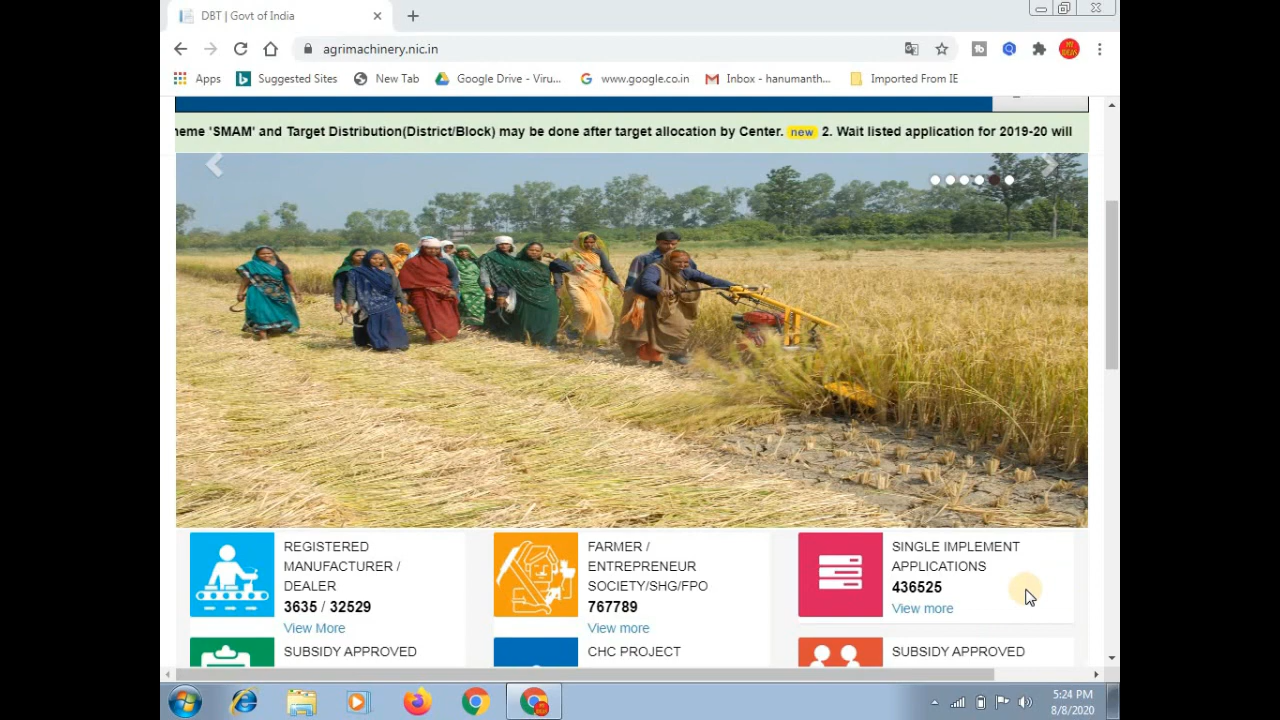 DBT | Govt of India
agrimachinery.nic.in
Apps Suggested Sites New Tab Google Drive - Viru... www.google.co.in Inbox - hanumanth... Imported From IE
heme 'SMAM' and Target Distribution(District/Block) may be done after target allocation by Center. new 2. Wait listed application for 2019-20 will
REGISTERED
MANUFACTURER /
DEALER
3635 / 32529
View More
FARMER /
ENTREPRENEUR
SOCIETY/SHG/FPO
767789
View more
SINGLE IMPLEMENT
APPLICATIONS
436525
View more
SUBSIDY APPROVED
CHC PROJECT
SUBSIDY APPROVED
5:24 PM
8/8/2020